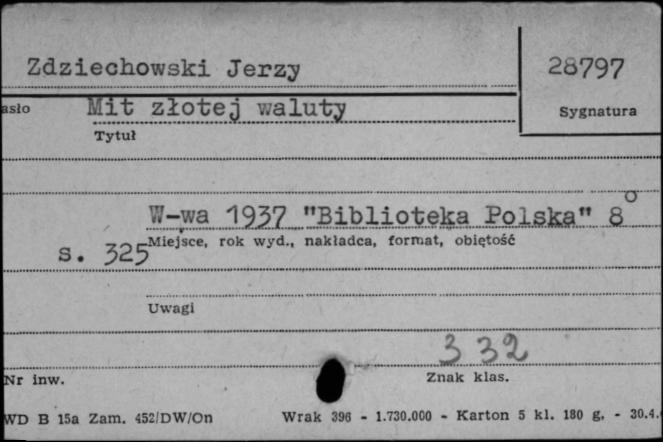 Zdziechowski Jerzy
28797
asło
Mit złotej waluty
Sygnatura
Tytuł
W-wa 1937 "Biblioteka Polska" 8°
Miejsce, rok wyd., nakładca, format, objętość
s. 325
Uwagi
332
Nr inw.
Znak klas.
WD B 15a Zam. 452/DW/On Wrak 396 - 1.730.000 - Karton 5 kl. 180 g. - 30.4.